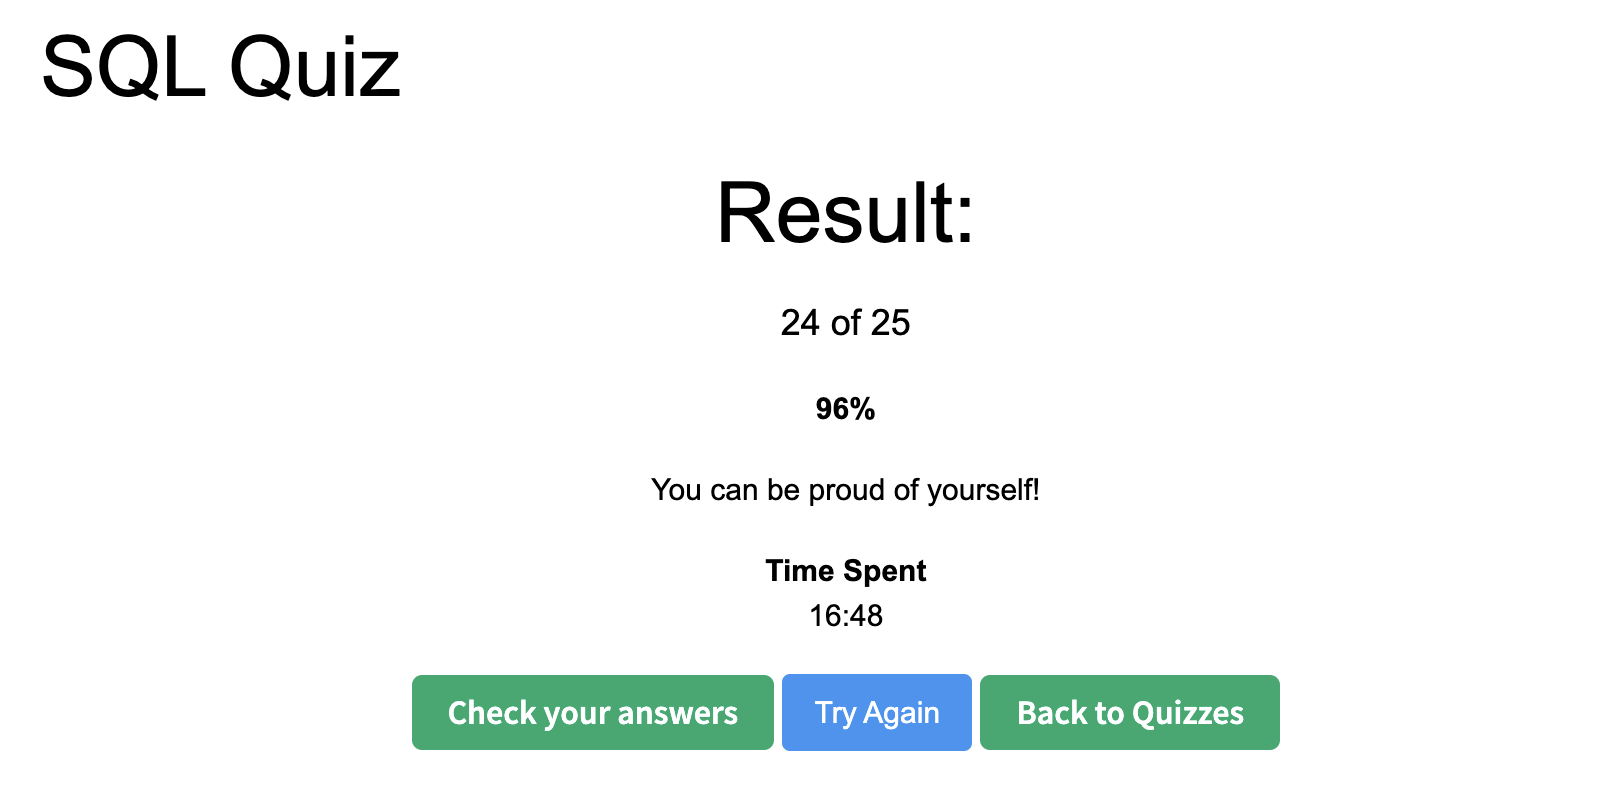 SQL Quiz
Result:
24 of 25
96%
You can be proud of yourself!
Time Spent
16:48
Check your answers
Try Again
Back to Quizzes